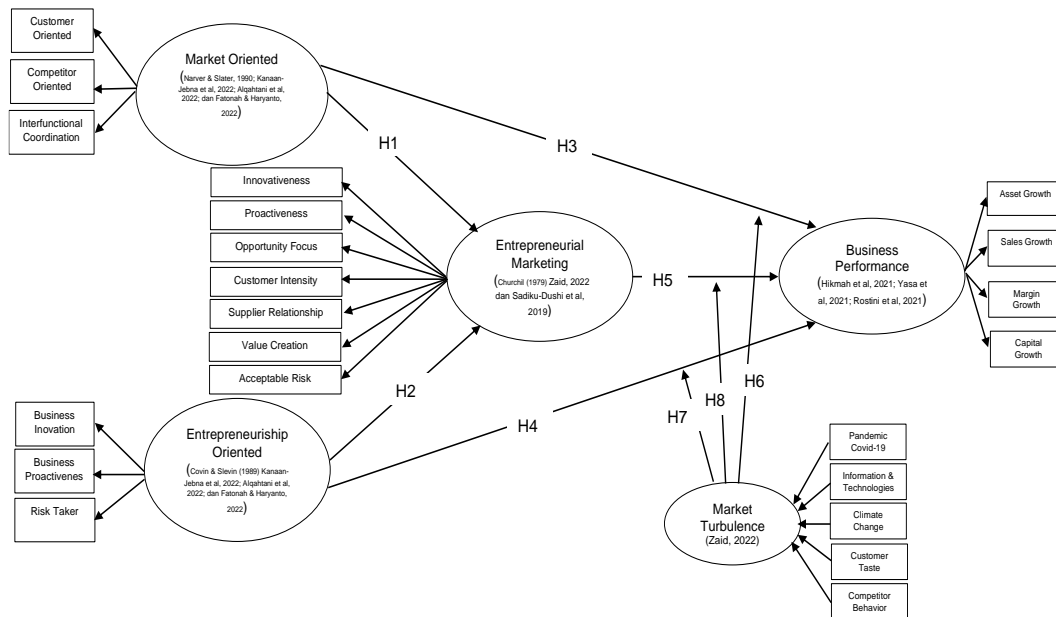 Customer
Oriented
Competitor
Oriented
Interfunctional
Coordination
Market Oriented
(Narver & Slater, 1990; Kanaan-
Jebna et al, 2022; Alqahtani et al,
2022; dan Fatonah & Haryanto,
2022)
H1
H3
Innovativeness
Proactiveness
Opportunity Focus
Customer Intensity
Supplier Relationship
Value Creation
Acceptable Risk
Entrepreneurial
Marketing
(Churchil (1979) Zaid, 2022
dan Sadiku-Dushi et al,
2019)
H5
Business
Performance
(Hikmah et al, 2021; Yasa et
al, 2021; Rostini et al, 2021)
Asset Growth
Sales Growth
Margin
Growth
Capital
Growth
H2
H4
H7
H8
H6
Business
Inovation
Business
Proactivenes
Risk Taker
Entrepreneuriship
Oriented
(Covin & Slevin (1989) Kanaan-
Jebna et al, 2022; Alqahtani et al,
2022; dan Fatonah & Haryanto,
2022)
Market
Turbulence
(Zaid, 2022)
Pandemic
Covid-19
Information &
Technologies
Climate
Change
Customer
Taste
Competitor
Behavior